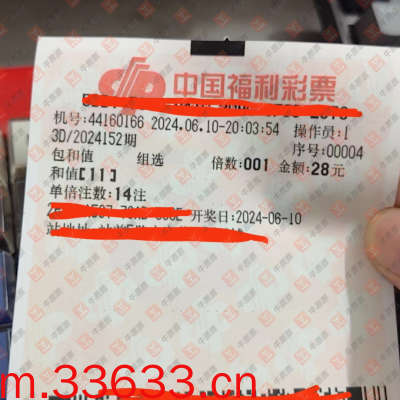 中国福利彩票
机号:44160166 2024.06.10-20:03:54 操作员:1
3D/2024152期 序号:00004
包和值 组选 倍数:001 金额:28元
和值[11]
单倍注数:14注
开奖日:2024-06-10
m.33633.cn